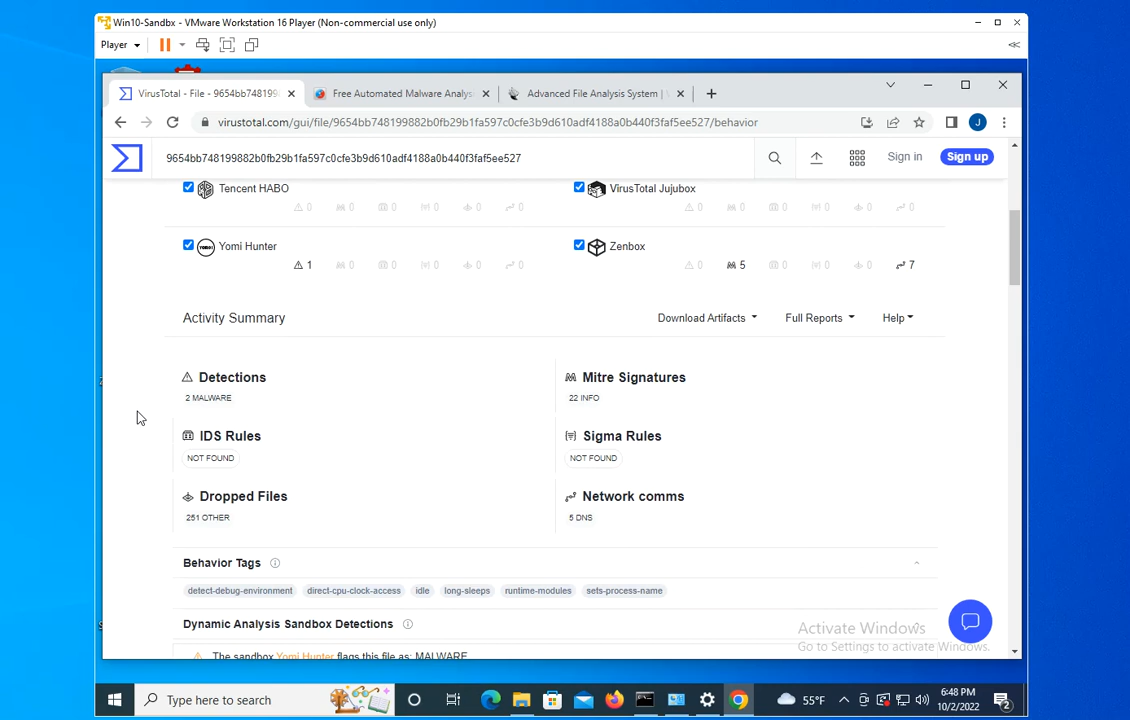 Win10-Sandbx - VMware Workstation 16 Player (Non-commercial use only)
Player
VirusTotal - File - 9654bb748199
Free Automated Malware Analys
Advanced File Analysis System |
virustotal.com/gui/file/9654bb748199882b0fb29b1fa597c0cfe3b9d610adf4188a0b440f3faf5ee527/behavior
J
9654bb748199882b0fb29b1fa597c0cfe3b9d610adf4188a0b440f3faf5ee527
Sign in
Sign up
Tencent HABO
VirusTotal Jujubox
0 0 0 0 0 0
0 0 0 0 0 0
YOMI
Yomi Hunter
Zenbox
1 0 0 0 0 0
0 5 0 0 0 7
Activity Summary
Download Artifacts
Full Reports
Help
Detections
Mitre Signatures
2 MALWARE
22 INFO
IDS Rules
Sigma Rules
NOT FOUND
NOT FOUND
Dropped Files
Network comms
251 OTHER
5 DNS
Behavior Tags
detect-debug-environment
direct-cpu-clock-access
idle
long-sleeps
runtime-modules
sets-process-name
Dynamic Analysis Sandbox Detections
Activate Windows
Go to Settings to activate Windows.
The sandbox Yomi Hunter flags this file as: MALWARE
Type here to search
55°F
6:48 PM
10/2/2022
2